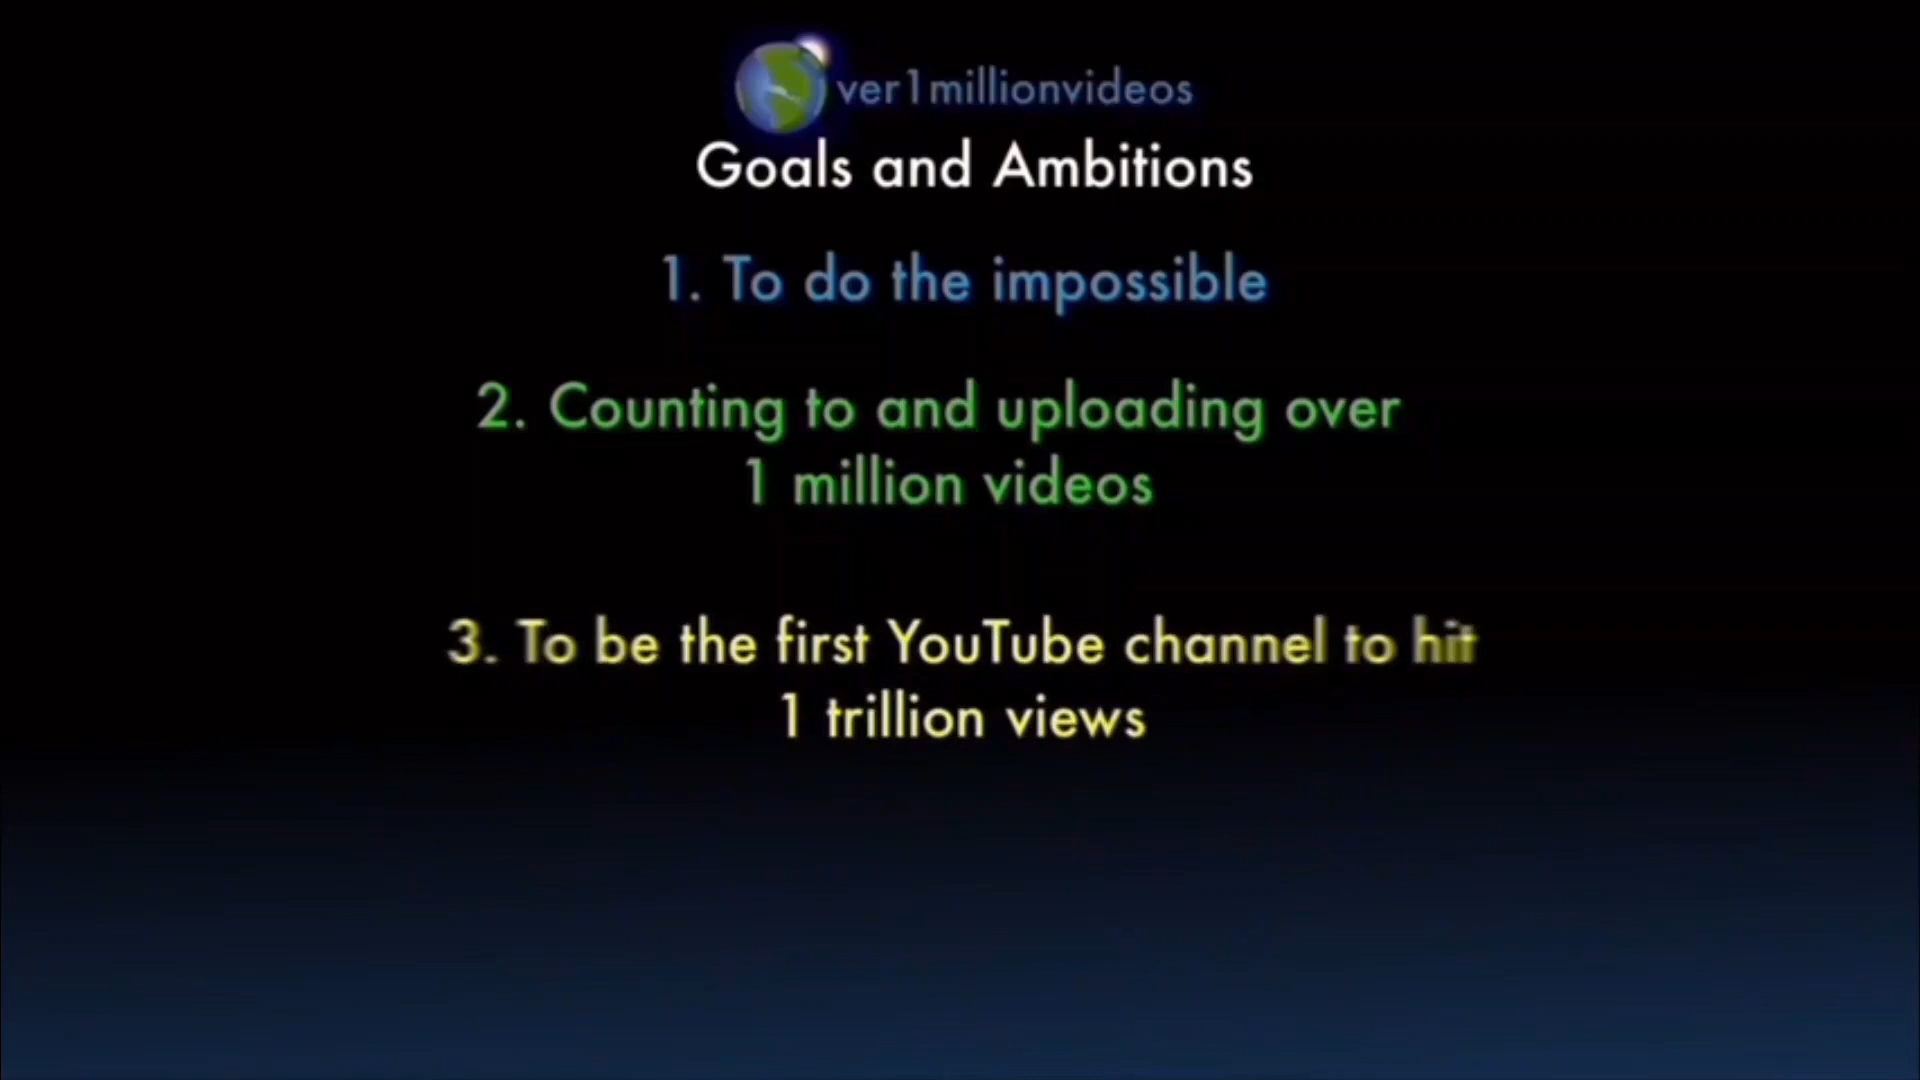 ver1millionvideos
Goals and Ambitions
1. To do the impossible
2. Counting to and uploading over
1 million videos
3. To be the first YouTube channel to hit
1 trillion views